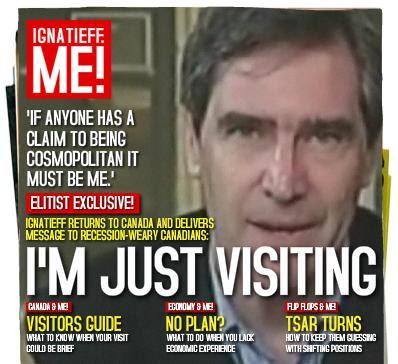 IGNATIEFF.
ME!
'IF ANYONE HAS A
CLAIM TO BEING
COSMOPOLITAN IT
MUST BE ME.'
ELITIST EXCLUSIVE!
IGNATIEFF RETURNS TO CANADA AND DELIVERS
MESSAGE TO RECESSION-WEARY CANADIANS:
I'M JUST VISITING
CANADA & ME!
VISITORS GUIDE
WHAT TO KNOW WHEN YOUR VISIT
COULD BE BRIEF
ECONOMY & ME!
NO PLAN?
WHAT TO DO WHEN YOU LACK
ECONOMIC EXPERIENCE
FLIP FLOPS & ME!
TSAR TURNS
HOW TO KEEP THEM GUESSING
WITH SHIFTING POSITIONS